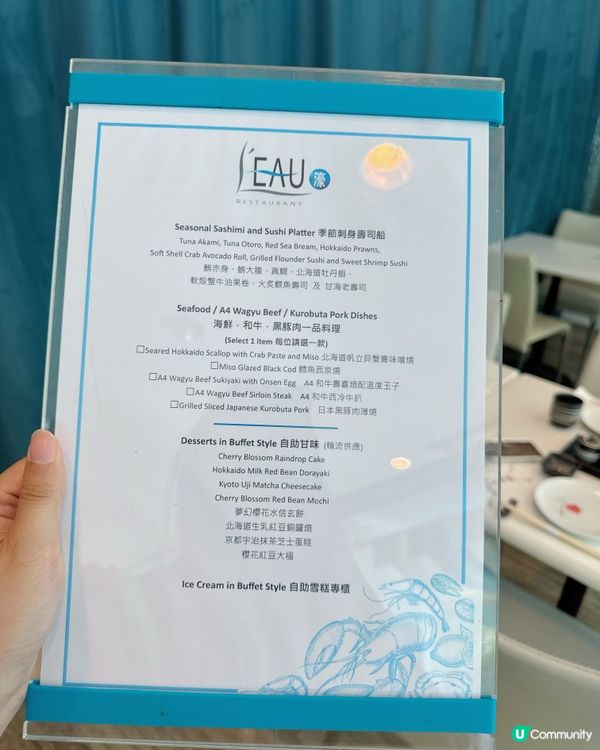 L'EAU 濠
RESTAURANT
Seasonal Sashimi and Sushi Platter 季節刺身壽司船
Tuna Akami, Tuna Otoro, Red Sea Bream, Hokkaido Prawns,
Soft Shell Crab Avocado Roll, Grilled Flounder Sushi and Sweet Shrimp Sushi
鮪赤身、鮪大腹、真鯛、北海道牡丹蝦、
軟殼蟹牛油果卷、火炙鰈魚壽司 及 甘海老壽司
Seafood / A4 Wagyu Beef / Kurobuta Pork Dishes
海鮮．和牛．黑豚肉一品料理
(Select 1 item 每位請選一款)
☐Seared Hokkaido Scallop with Crab Paste and Miso 北海道帆立貝蟹膏味噌燒
☐Miso Glazed Black Cod 鱈魚西京燒
☐A4 Wagyu Beef Sukiyaki with Onsen Egg A4 和牛壽喜燒配溫度玉子
☐A4 Wagyu Beef Sirloin Steak A4 和牛西冷牛扒
☐Grilled Sliced Japanese Kurobuta Pork 日本黑豚肉薄燒
Desserts in Buffet Style 自助甘味 (輪流供應)
Cherry Blossom Raindrop Cake
Hokkaido Milk Red Bean Dorayaki
Kyoto Uji Matcha Cheesecake
Cherry Blossom Red Bean Mochi
夢幻櫻花水信玄餅
北海道生乳紅豆銅鑼燒
京都宇治抹茶芝士蛋糕
櫻花紅豆大福
Ice Cream in Buffet Style 自助雪糕專櫃
U Community